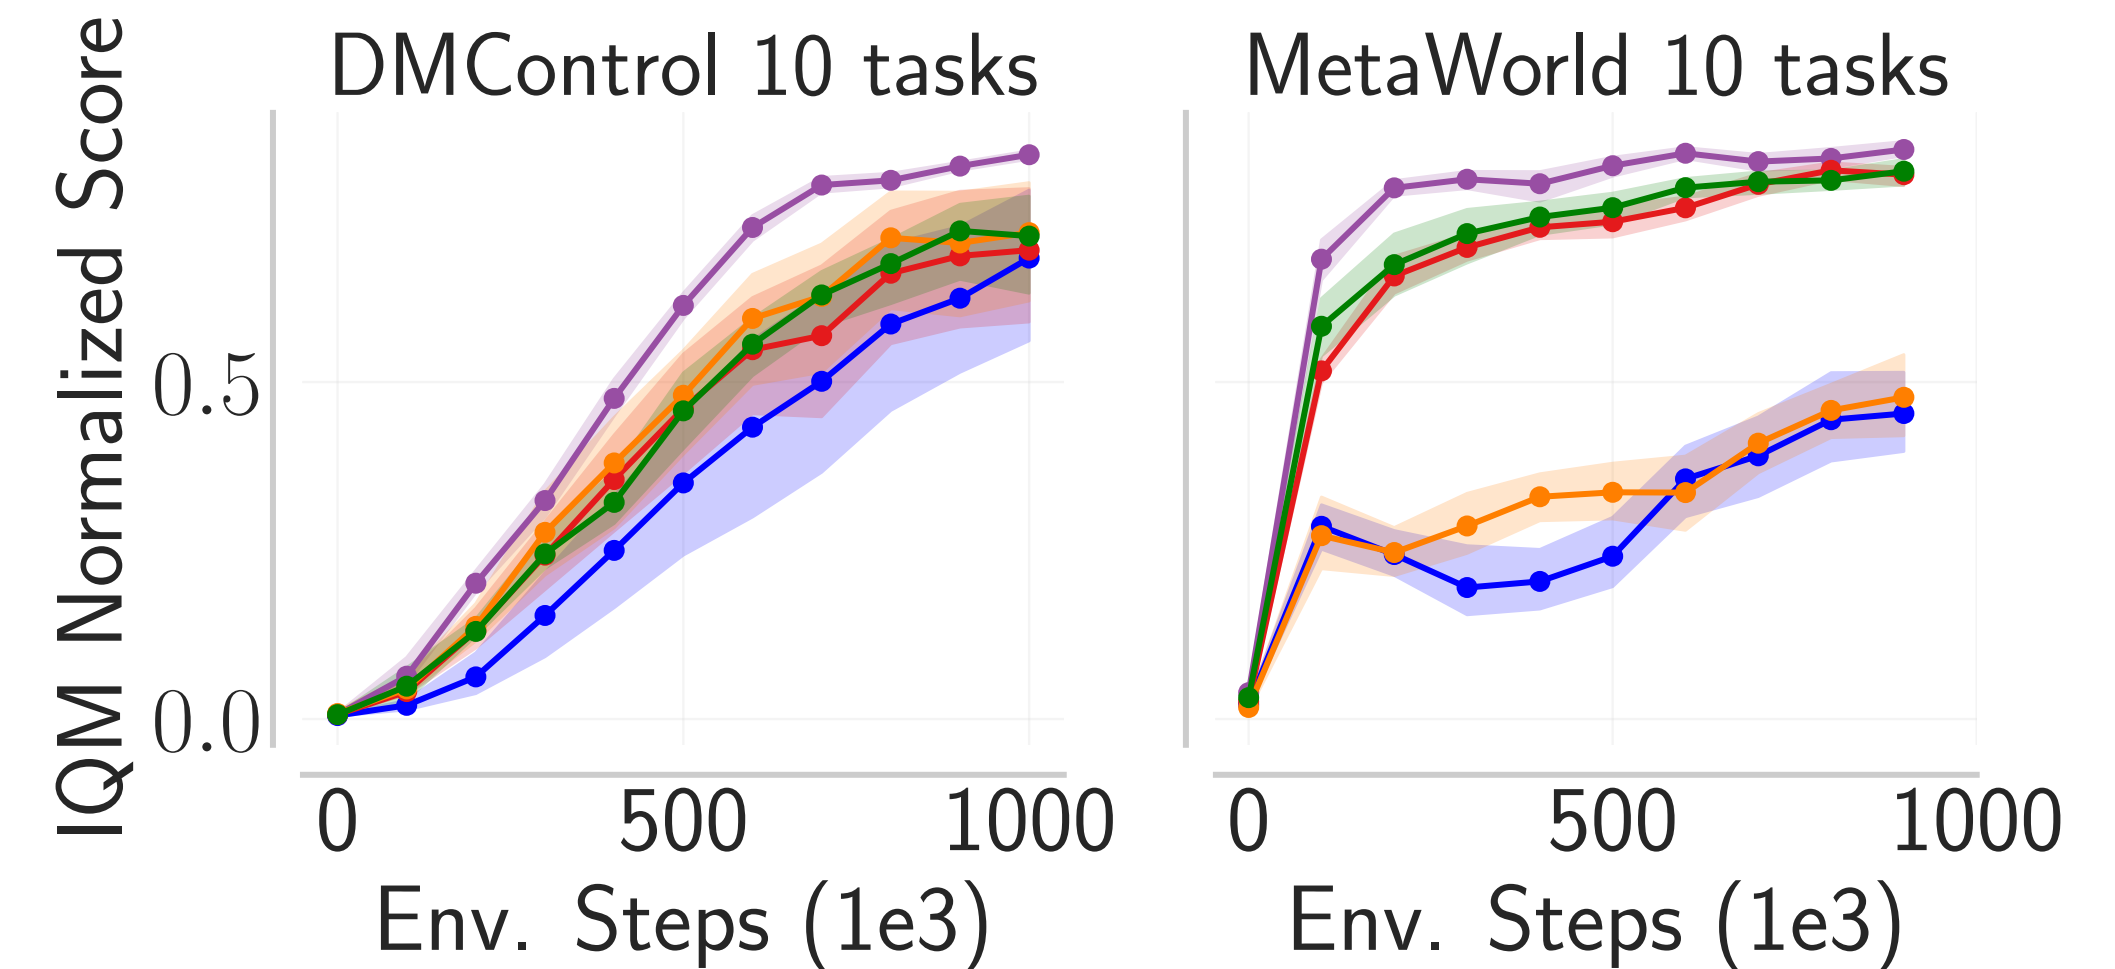 IQM Normalized Score
DMControl 10 tasks
0.5
0.0
0 500 1000
Env. Steps (1e3)
MetaWorld 10 tasks
0 500 1000
Env. Steps (1e3)